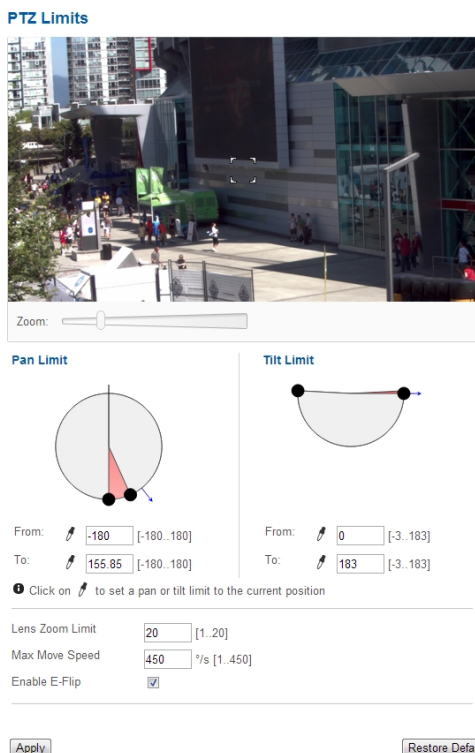 PTZ Limits
Zoom:
Pan Limit
Tilt Limit
From: -180 [-180..180]
From: 0 [-3..183]
To: 155.85 [-180..180]
To: 183 [-3..183]
Click on to set a pan or tilt limit to the current position
Lens Zoom Limit 20 [1..20]
Max Move Speed 450 °/s [1..450]
Enable E-Flip
Apply
Restore Defa